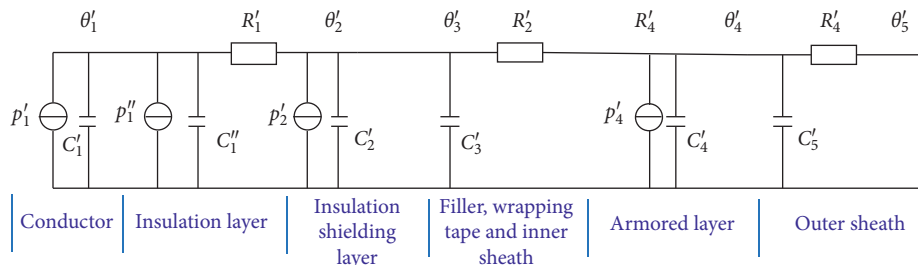 θ′₁ R′₁ θ′₂ θ′₃ R′₂ R′₄ θ′₄ R′₄ θ′₅
p′₁ p″₁ p′₂ p′₄
C′₁ C″₁ C′₂ C′₃ C′₄ C′₅
Conductor
Insulation layer
Insulation
shielding
layer
Filler, wrapping
tape and inner
sheath
Armored layer
Outer sheath